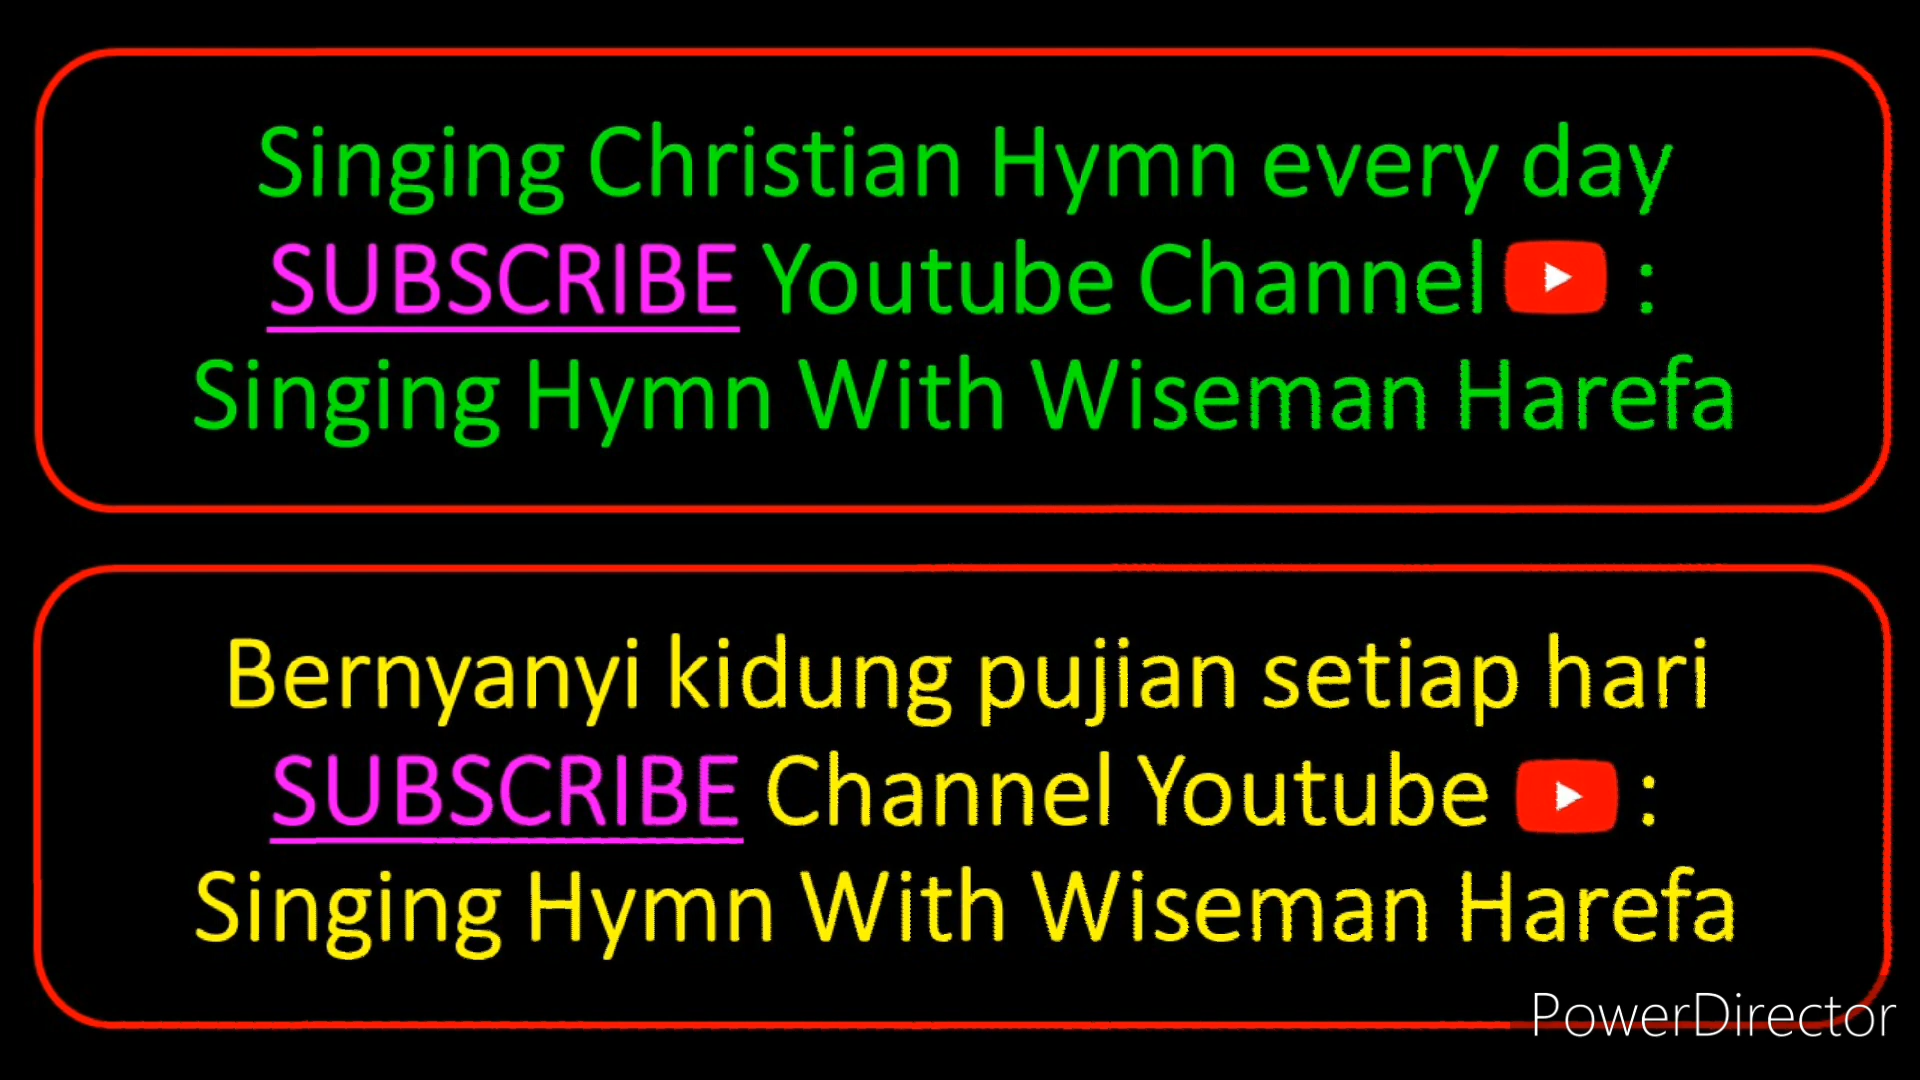 Singing Christian Hymn every day
SUBSCRIBE Youtube Channel :
Singing Hymn With Wiseman Harefa
Bernyanyi kidung pujian setiap hari
SUBSCRIBE Channel Youtube :
Singing Hymn With Wiseman Harefa
PowerDirector